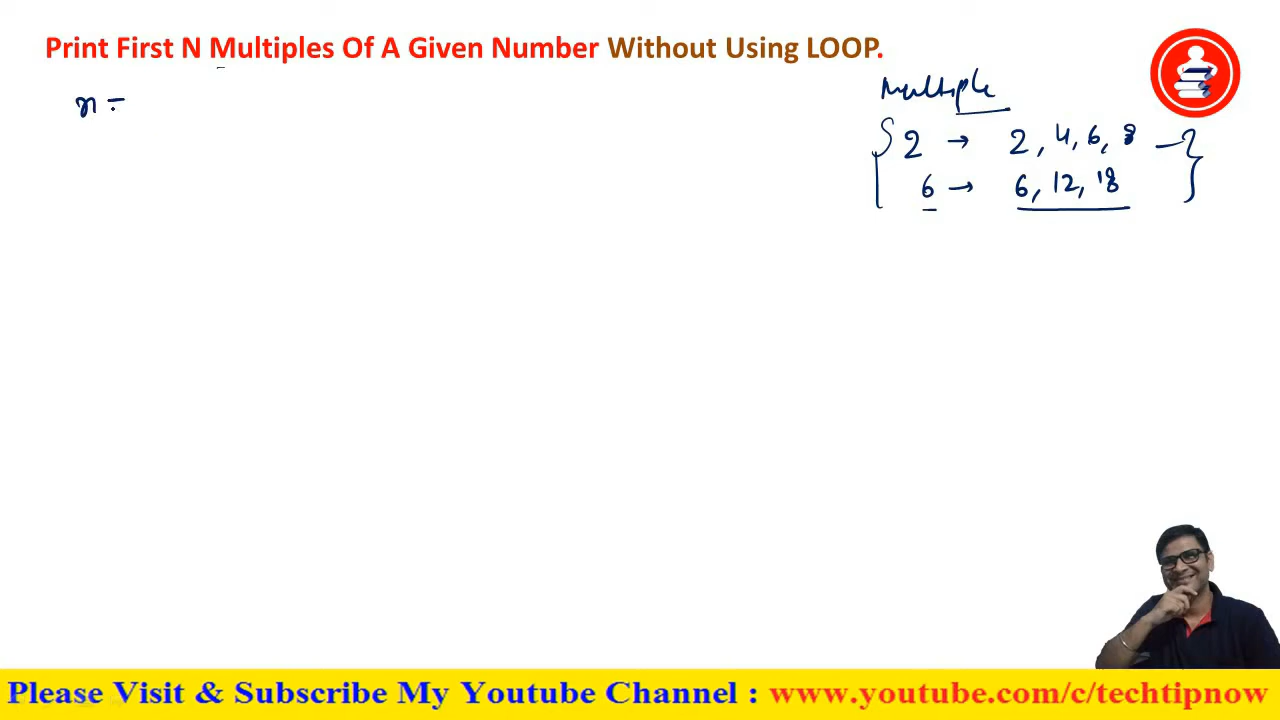 Print First N Multiples Of A Given Number Without Using LOOP.
Multiple
n =
2 → 2, 4, 6, 8 —
6 → 6, 12, 18
Please Visit & Subscribe My Youtube Channel : www.youtube.com/c/techtipnow